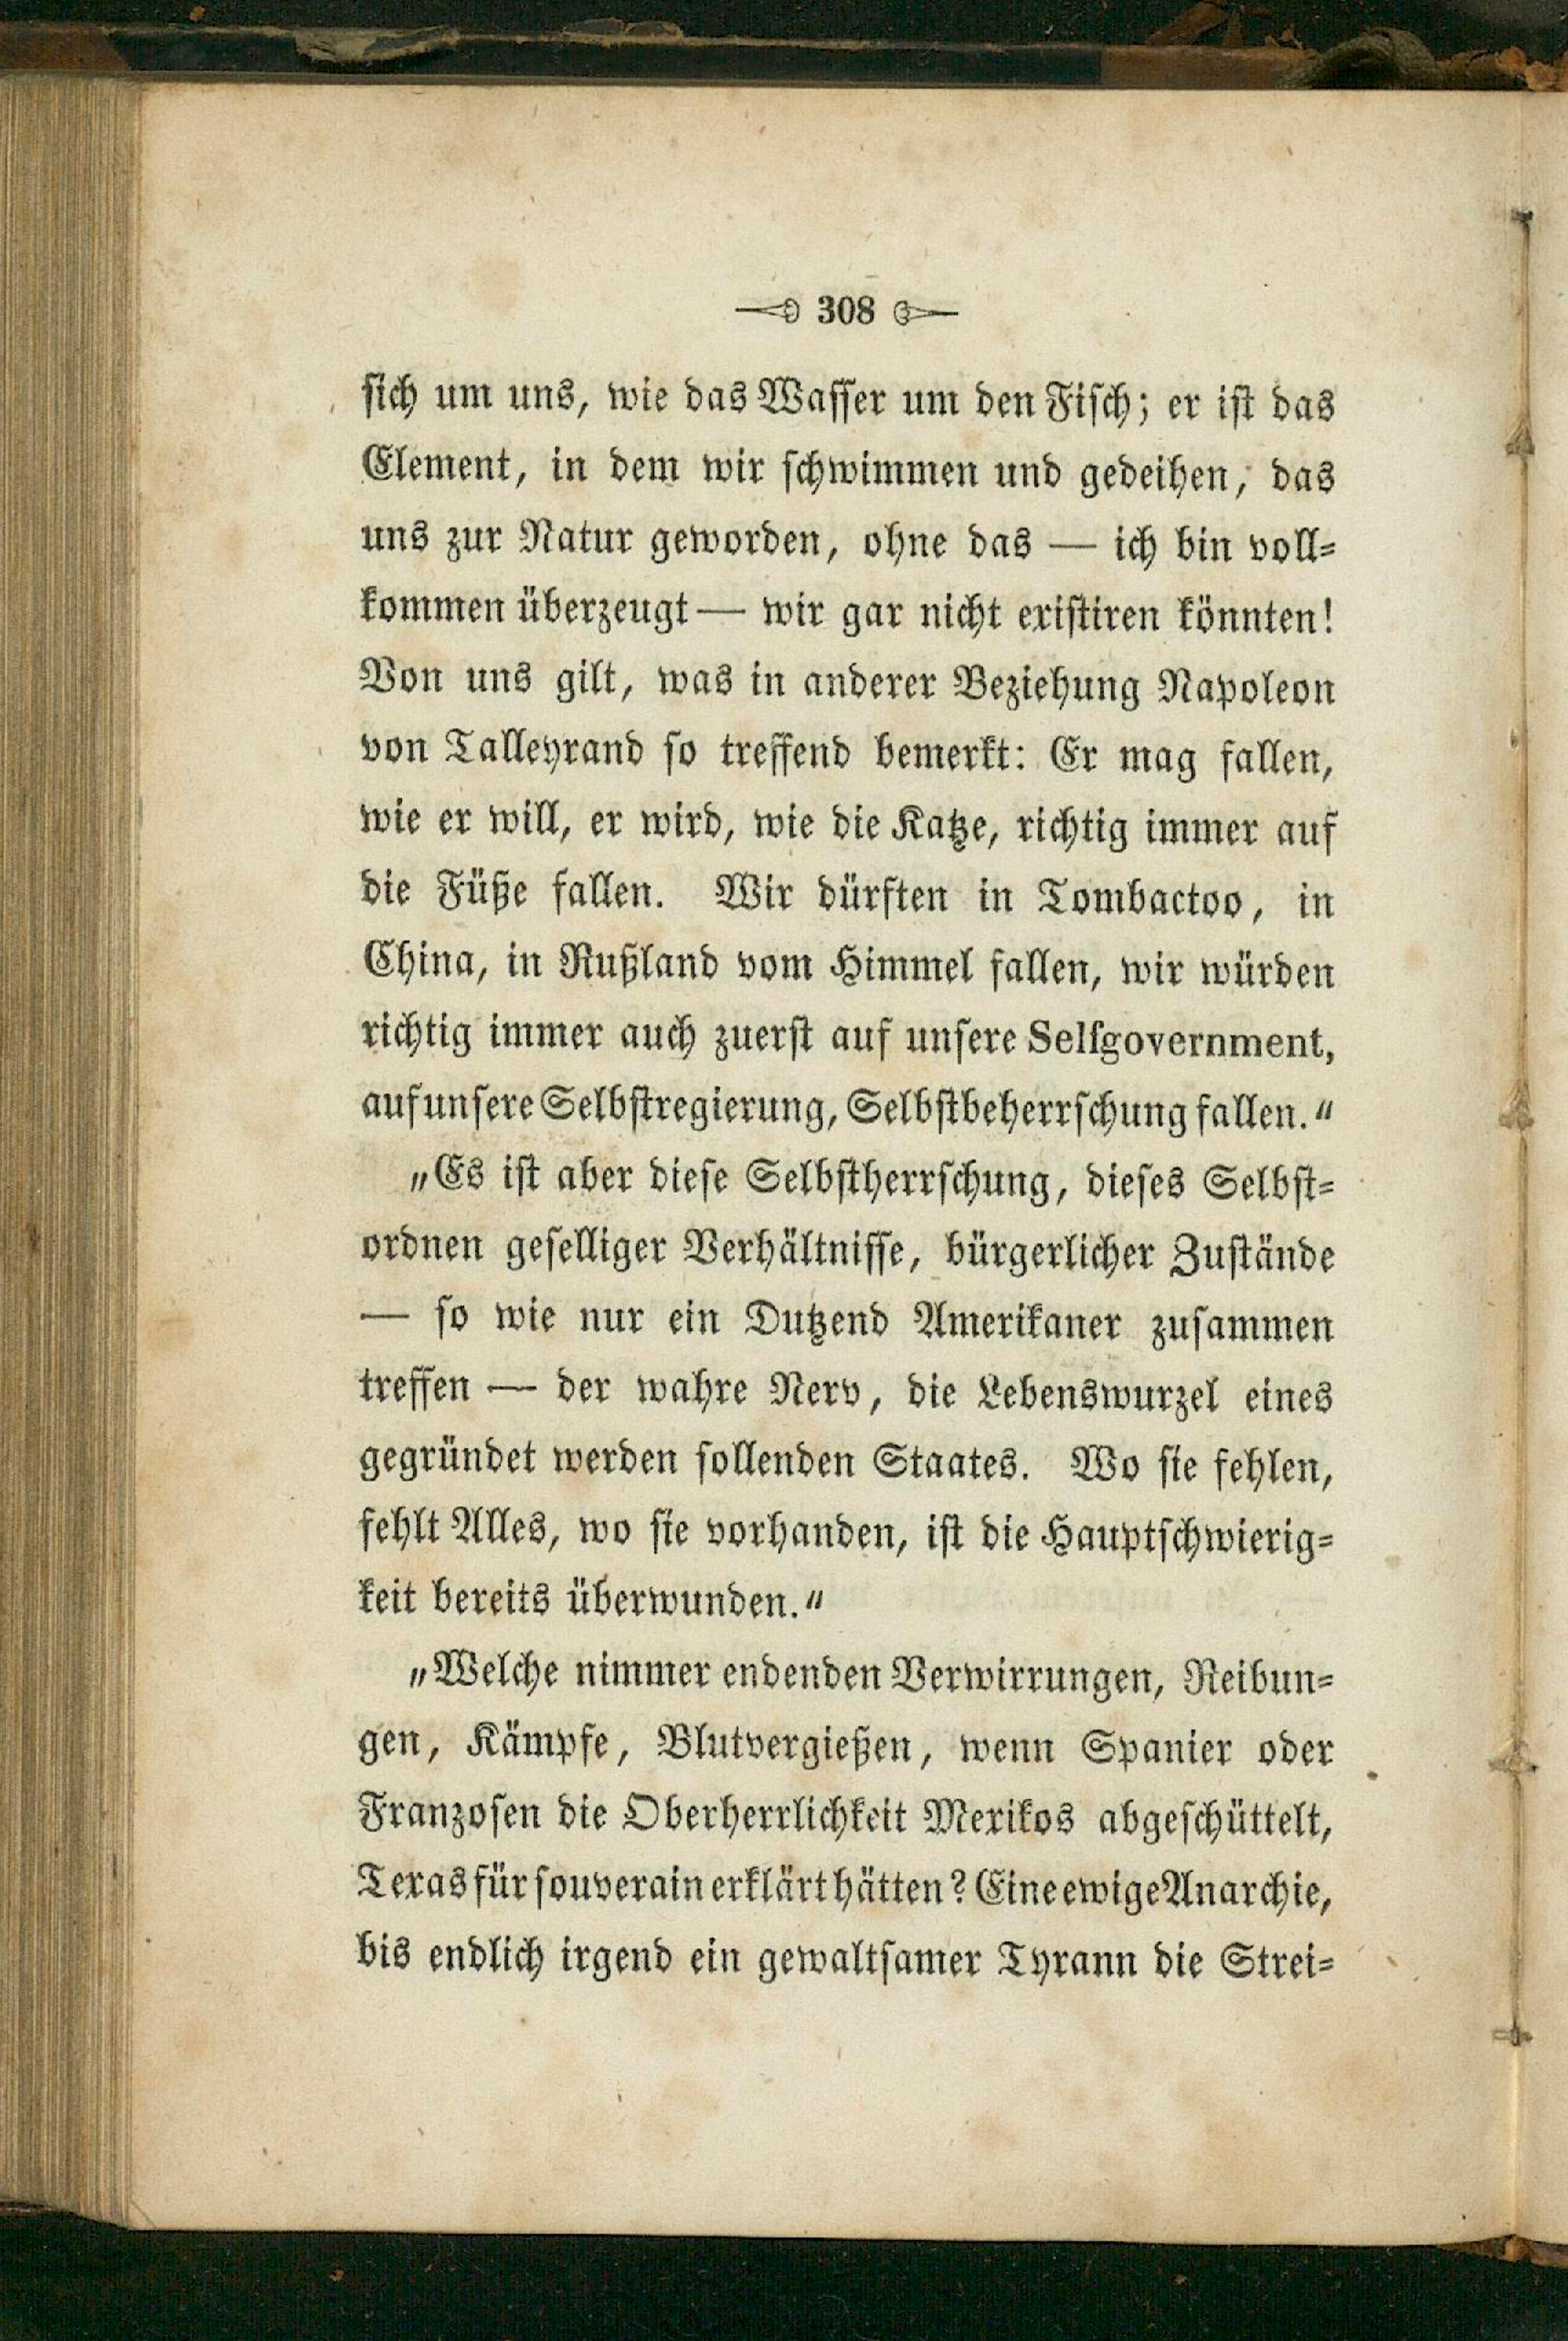 308
sich um uns, wie das Wasser um den Fisch; er ist das
Element, in dem wir schwimmen und gedeihen, das
uns zur Natur geworden, ohne das — ich bin voll-
kommen überzeugt — wir gar nicht existiren könnten!
Von uns gilt, was in anderer Beziehung Napoleon
von Talleyrand so treffend bemerkt: Er mag fallen,
wie er will, er wird, wie die Katze, richtig immer auf
die Füße fallen. Wir dürften in Tombactoo, in
China, in Rußland vom Himmel fallen, wir würden
richtig immer auch zuerst auf unsere Selfgovernment,
auf unsere Selbstregierung, Selbstbeherrschung fallen."
„Es ist aber diese Selbstherrschung, dieses Selbst-
ordnen geselliger Verhältnisse, bürgerlicher Zustände
— so wie nur ein Dutzend Amerikaner zusammen
treffen — der wahre Nerv, die Lebenswurzel eines
gegründet werden sollenden Staates. Wo sie fehlen,
fehlt Alles, wo sie vorhanden, ist die Hauptschwierig-
keit bereits überwunden."
„Welche nimmer endenden Verwirrungen, Reibun-
gen, Kämpfe, Blutvergießen, wenn Spanier oder
Franzosen die Oberherrlichkeit Mexikos abgeschüttelt,
Texas für souverain erklärt hätten? Eine ewige Anarchie,
bis endlich irgend ein gewaltsamer Tyrann die Strei-